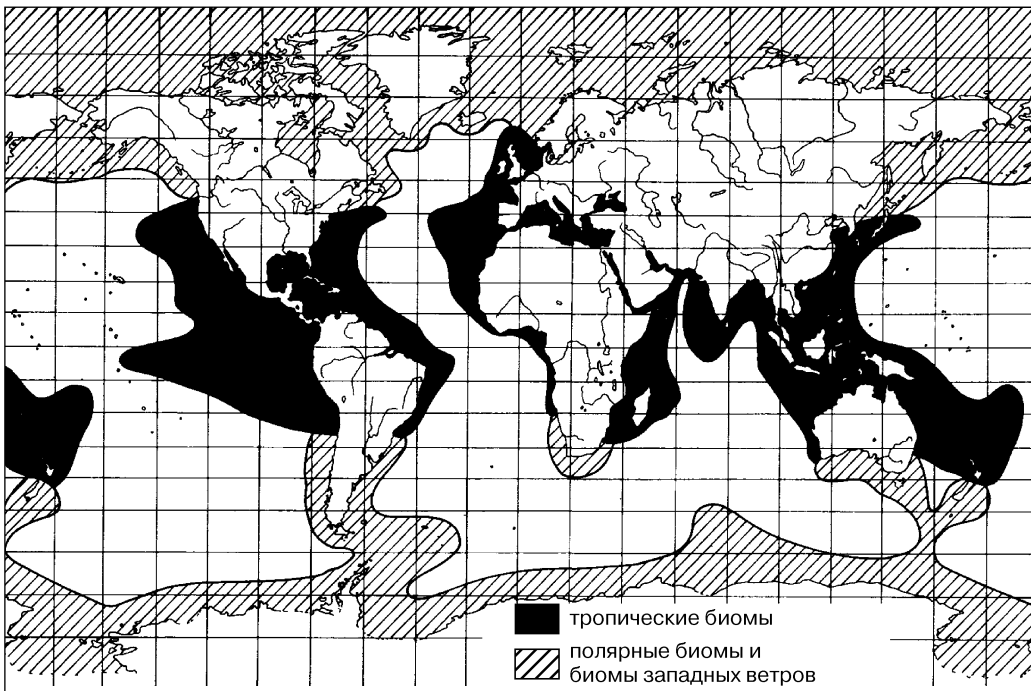 тропические биомы
полярные биомы и
биомы западных ветров